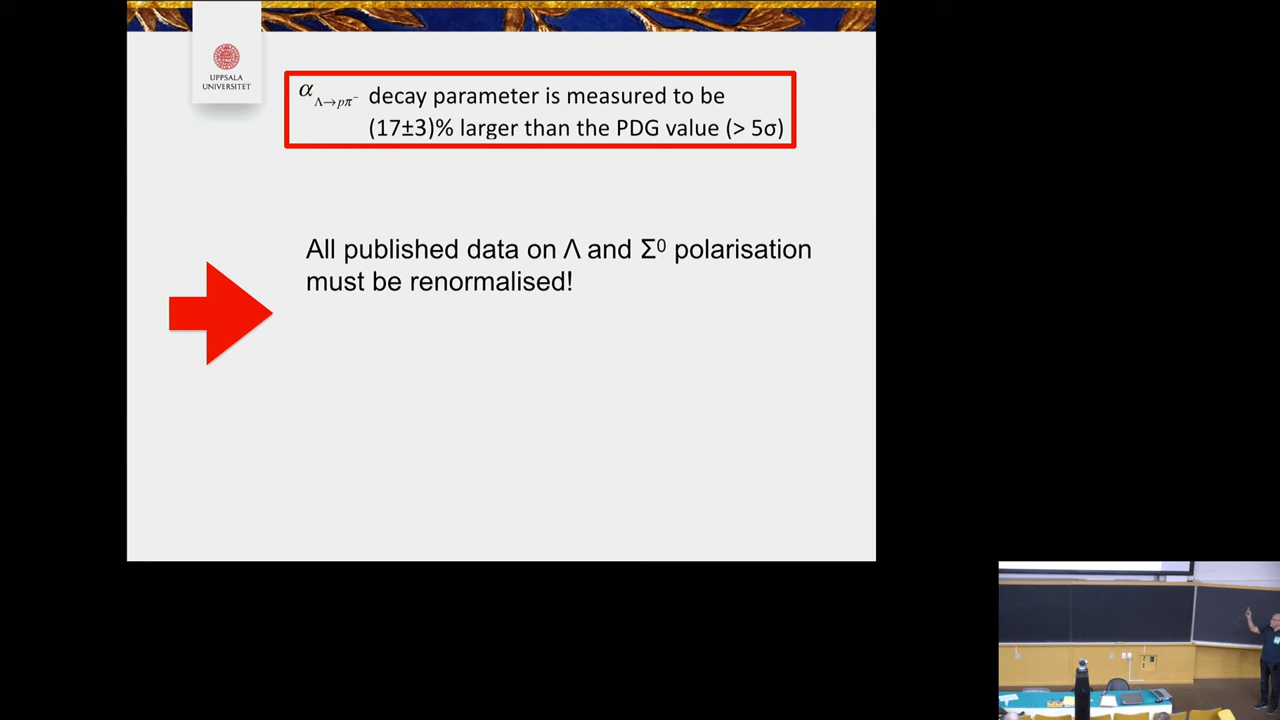 UPPSALA
UNIVERSITET
α Λ→pπ⁻ decay parameter is measured to be
(17±3)% larger than the PDG value (> 5σ)
All published data on Λ and Σ⁰ polarisation
must be renormalised!